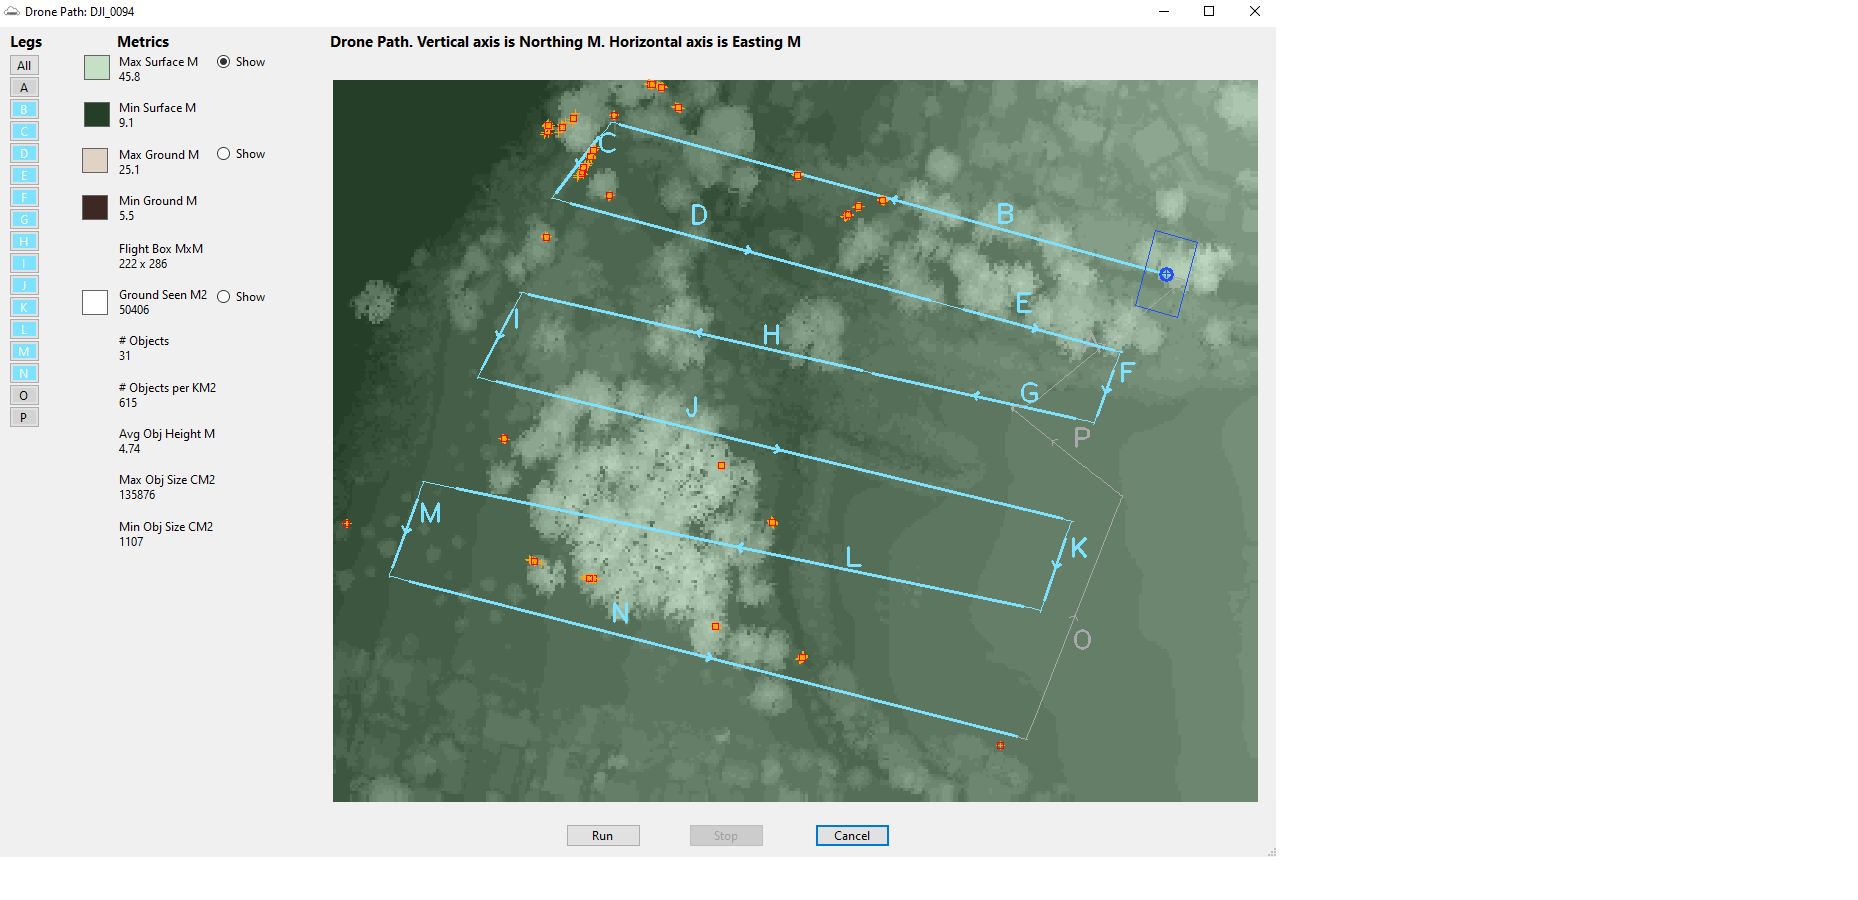 Drone Path: DJI_0094
Legs
All
A
B
C
D
E
F
G
H
I
J
K
L
M
N
O
P
Metrics
Max Surface M
45.8
Show
Min Surface M
9.1
Max Ground M
25.1
Show
Min Ground M
5.5
Flight Box MxM
222 x 286
Ground Seen M2
50406
Show
# Objects
31
# Objects per KM2
615
Avg Obj Height M
4.74
Max Obj Size CM2
135876
Min Obj Size CM2
1107
Drone Path. Vertical axis is Northing M. Horizontal axis is Easting M
C
D
B
E
I
H
A
F
G
J
P
M
K
L
N
O
Run
Stop
Cancel